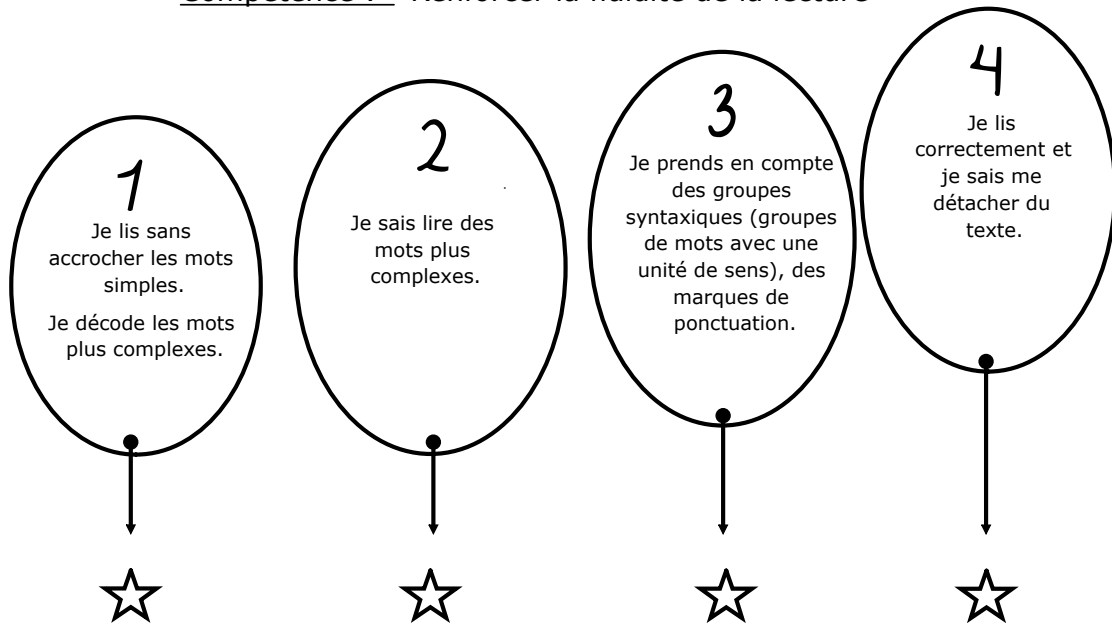 Compétence : Renforcer la fluidité de la lecture
1
Je lis sans
accrocher les mots
simples.
Je décode les mots
plus complexes.
2
Je sais lire des
mots plus
complexes.
3
Je prends en compte
des groupes
syntaxiques (groupes
de mots avec une
unité de sens), des
marques de
ponctuation.
4
Je lis
correctement et
je sais me
détacher du
texte.